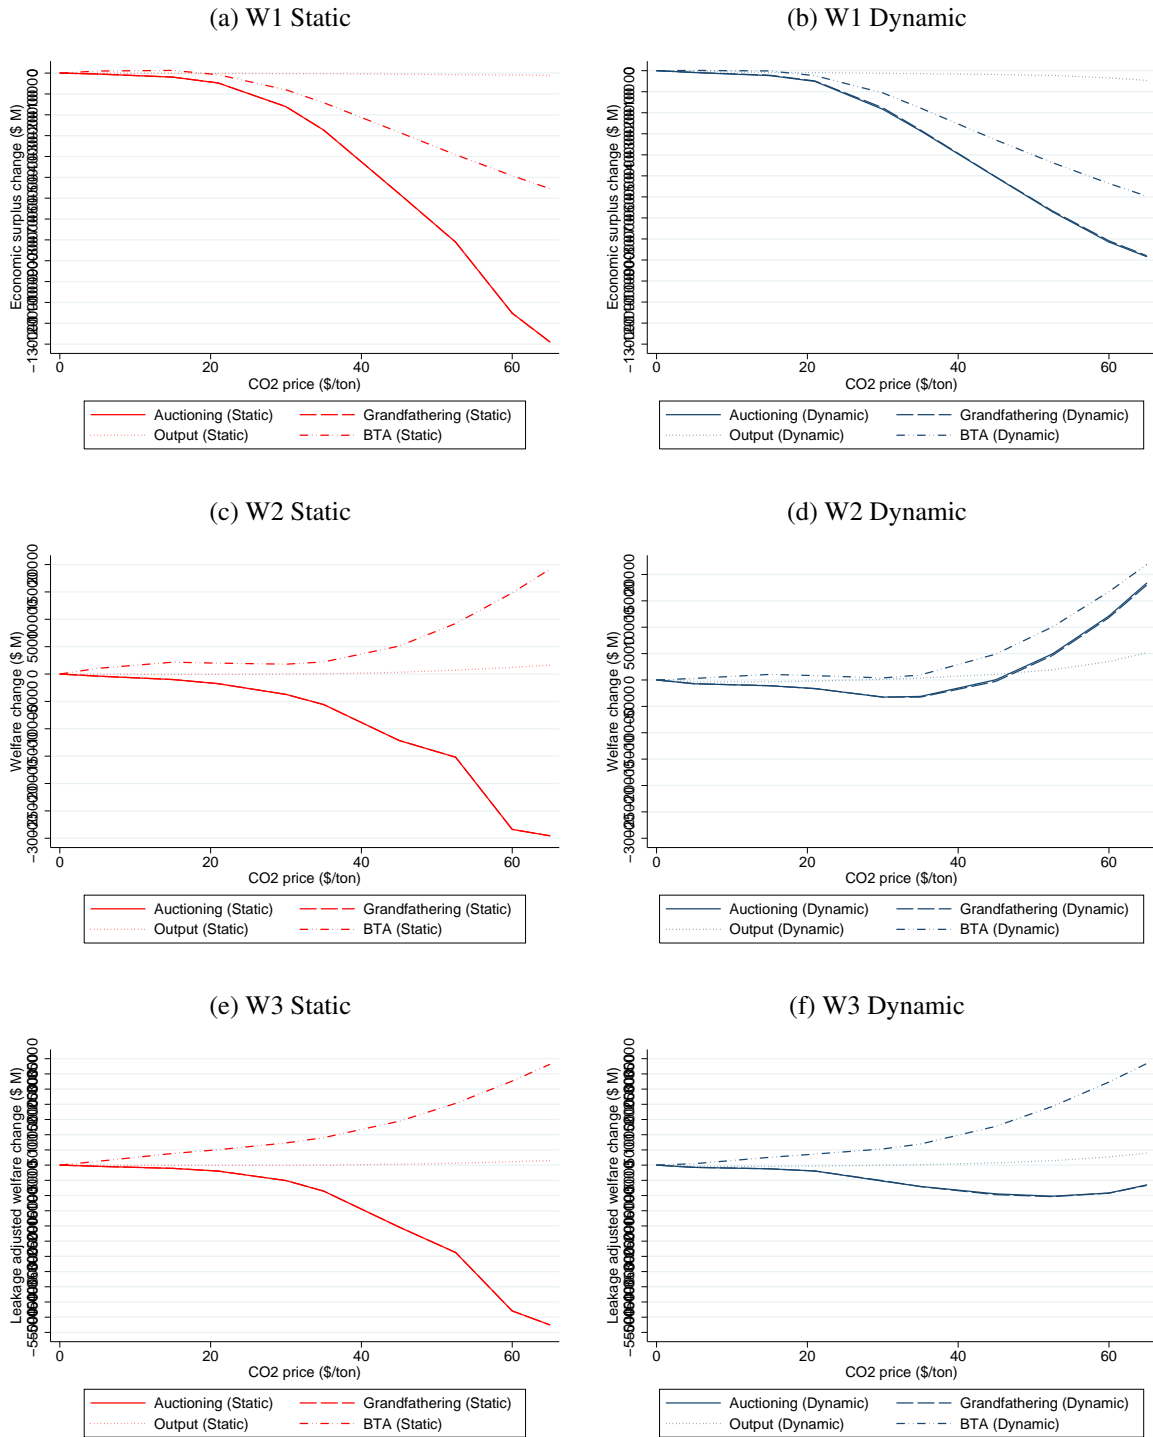 (a) W1 Static
(b) W1 Dynamic
Economic surplus change ($ M)
0 20 40 60
CO2 price ($/ton)
Auctioning (Static) Grandfathering (Static)
Output (Static) BTA (Static)
Economic surplus change ($ M)
0 20 40 60
CO2 price ($/ton)
Auctioning (Dynamic) Grandfathering (Dynamic)
Output (Dynamic) BTA (Dynamic)
(c) W2 Static
(d) W2 Dynamic
Welfare change ($ M)
0 20 40 60
CO2 price ($/ton)
Auctioning (Static) Grandfathering (Static)
Output (Static) BTA (Static)
Welfare change ($ M)
0 20 40 60
CO2 price ($/ton)
Auctioning (Dynamic) Grandfathering (Dynamic)
Output (Dynamic) BTA (Dynamic)
(e) W3 Static
(f) W3 Dynamic
Leakage adjusted welfare change ($ M)
0 20 40 60
CO2 price ($/ton)
Auctioning (Static) Grandfathering (Static)
Output (Static) BTA (Static)
Leakage adjusted welfare change ($ M)
0 20 40 60
CO2 price ($/ton)
Auctioning (Dynamic) Grandfathering (Dynamic)
Output (Dynamic) BTA (Dynamic)